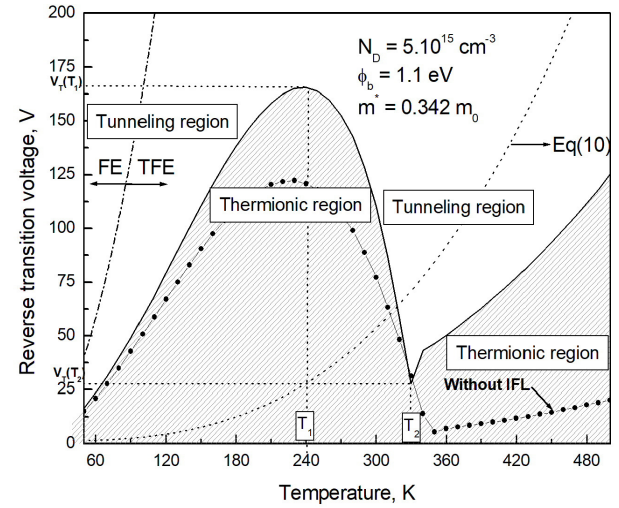 200
175
150
125
100
75
50
25
0
V_T(T_1)
V_T(T_2)
Reverse transition voltage, V
N_D = 5.10^15 cm^-3
ϕ_b = 1.1 eV
m^* = 0.342 m_0
Tunneling region
FE TFE
Eq(10)
Thermionic region
Tunneling region
Thermionic region
Without IFL
T_1
T_2
60 120 180 240 300 360 420 480
Temperature, K